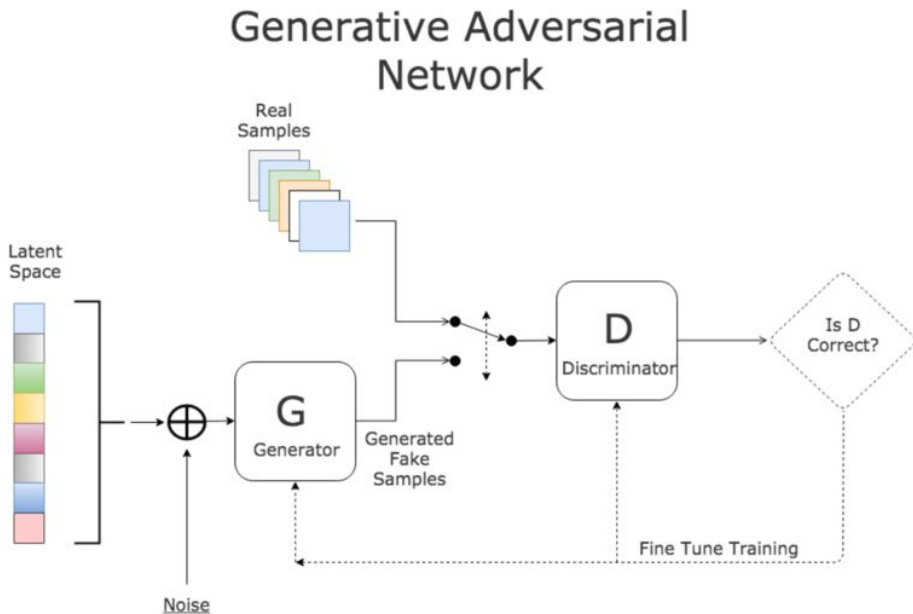 Generative Adversarial
Network
Real
Samples
Latent
Space
D
Discriminator
Is D
Correct?
G
Generator
Generated
Fake
Samples
Fine Tune Training
Noise